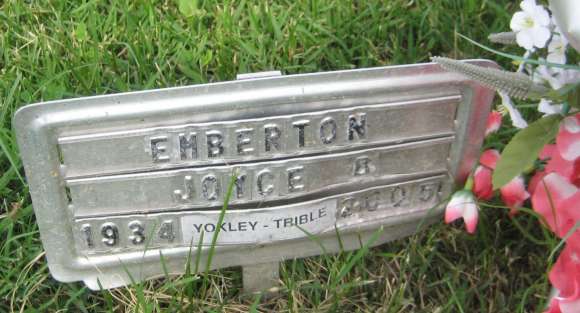 EMBERTON
JOYCE B
1934 YOKLEY - TRIBLE 2005